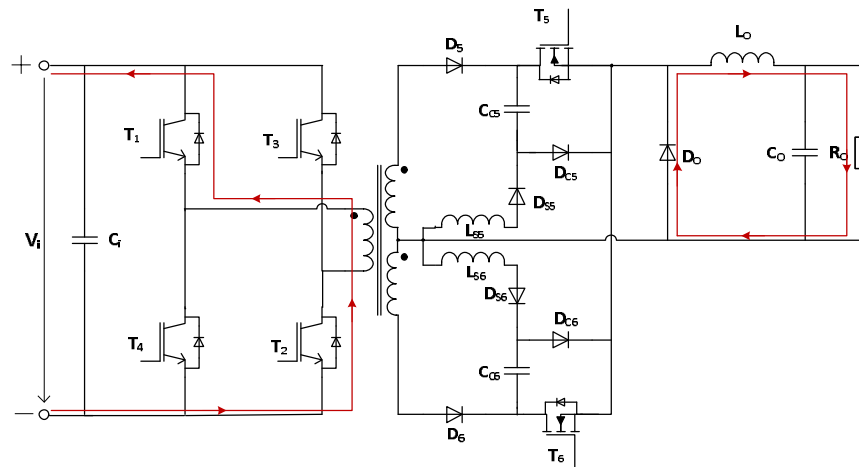 T5
LO
D5
+
CC5
T1
T3
DO
CO
RO
DC5
DS5
Vi
Ci
LS5
LS6
DS6
DC6
T4
T2
CC6
−
D6
T6